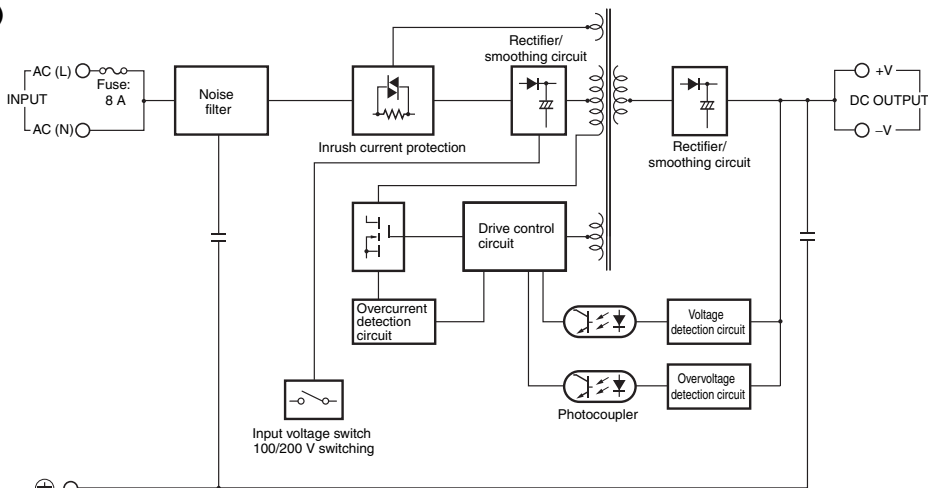 )
AC (L)
Fuse:
8 A
INPUT
AC (N)
Noise
filter
Inrush current protection
Rectifier/
smoothing circuit
Rectifier/
smoothing circuit
+V
DC OUTPUT
–V
Drive control
circuit
Overcurrent
detection
circuit
Voltage
detection circuit
Overvoltage
detection circuit
Photocoupler
Input voltage switch
100/200 V switching